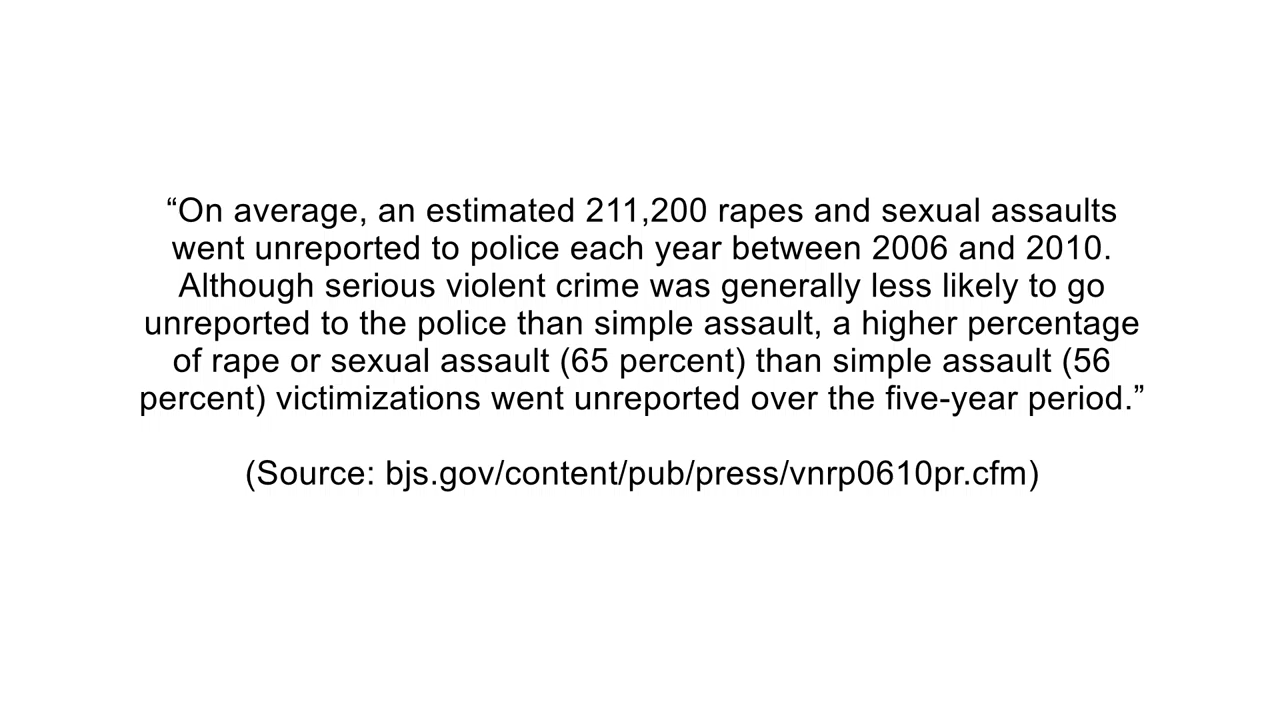 “On average, an estimated 211,200 rapes and sexual assaults
went unreported to police each year between 2006 and 2010.
Although serious violent crime was generally less likely to go
unreported to the police than simple assault, a higher percentage
of rape or sexual assault (65 percent) than simple assault (56
percent) victimizations went unreported over the five-year period.”
(Source: bjs.gov/content/pub/press/vnrp0610pr.cfm)